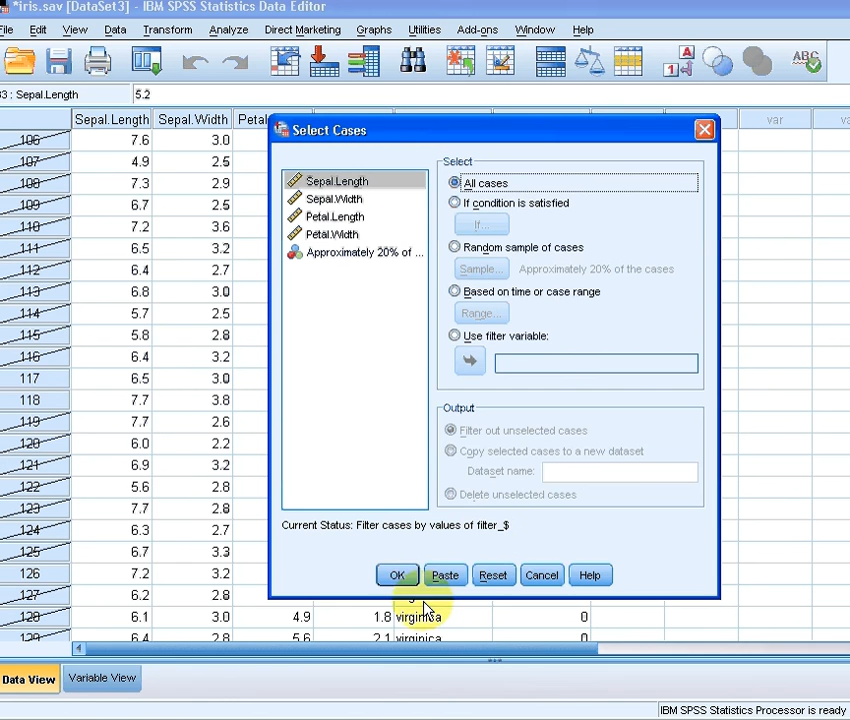 *iris.sav [DataSet3] - IBM SPSS Statistics Data Editor
File Edit View Data Transform Analyze Direct Marketing Graphs Utilities Add-ons Window Help
A
1
ABC
33 : Sepal.Length 5.2
Sepal.Length Sepal.Width Petal var va
106 7.6 3.0
107 4.9 2.5
108 7.3 2.9
109 6.7 2.5
110 7.2 3.6
111 6.5 3.2
112 6.4 2.7
113 6.8 3.0
114 5.7 2.5
115 5.8 2.8
116 6.4 3.2
117 6.5 3.0
118 7.7 3.8
119 7.7 2.6
120 6.0 2.2
121 6.9 3.2
122 5.6 2.8
123 7.7 2.8
124 6.3 2.7
125 6.7 3.3
126 7.2 3.2
127 6.2 2.8
128 6.1 3.0 4.9 1.8 virginica 0
129 6.4 2.8 5.6 2.1 virginica 0
Select Cases
Sepal.Length
Sepal.Width
Petal.Length
Petal.Width
Approximately 20% of ...
Select
All cases
If condition is satisfied
If...
Random sample of cases
Sample... Approximately 20% of the cases
Based on time or case range
Range...
Use filter variable:
Output
Filter out unselected cases
Copy selected cases to a new dataset
Dataset name:
Delete unselected cases
Current Status: Filter cases by values of filter_$
OK Paste Reset Cancel Help
Data View Variable View
IBM SPSS Statistics Processor is ready